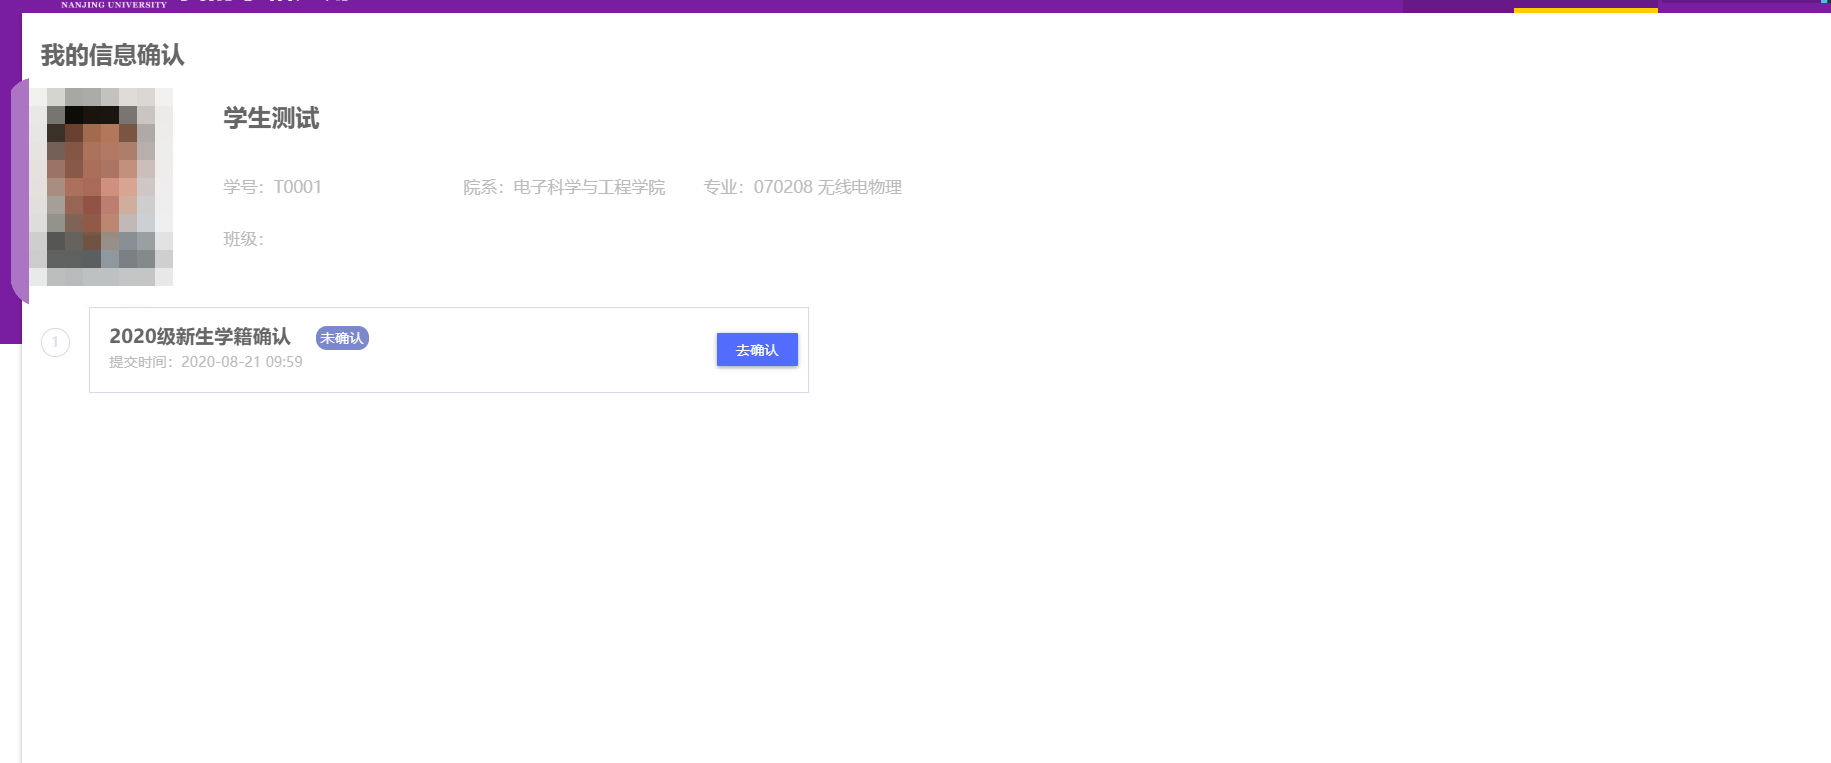 NANJING UNIVERSITY
我的信息确认
学生测试
学号：T0001 院系：电子科学与工程学院 专业：070208 无线电物理
班级：
1
2020级新生学籍确认 未确认
提交时间：2020-08-21 09:59
去确认